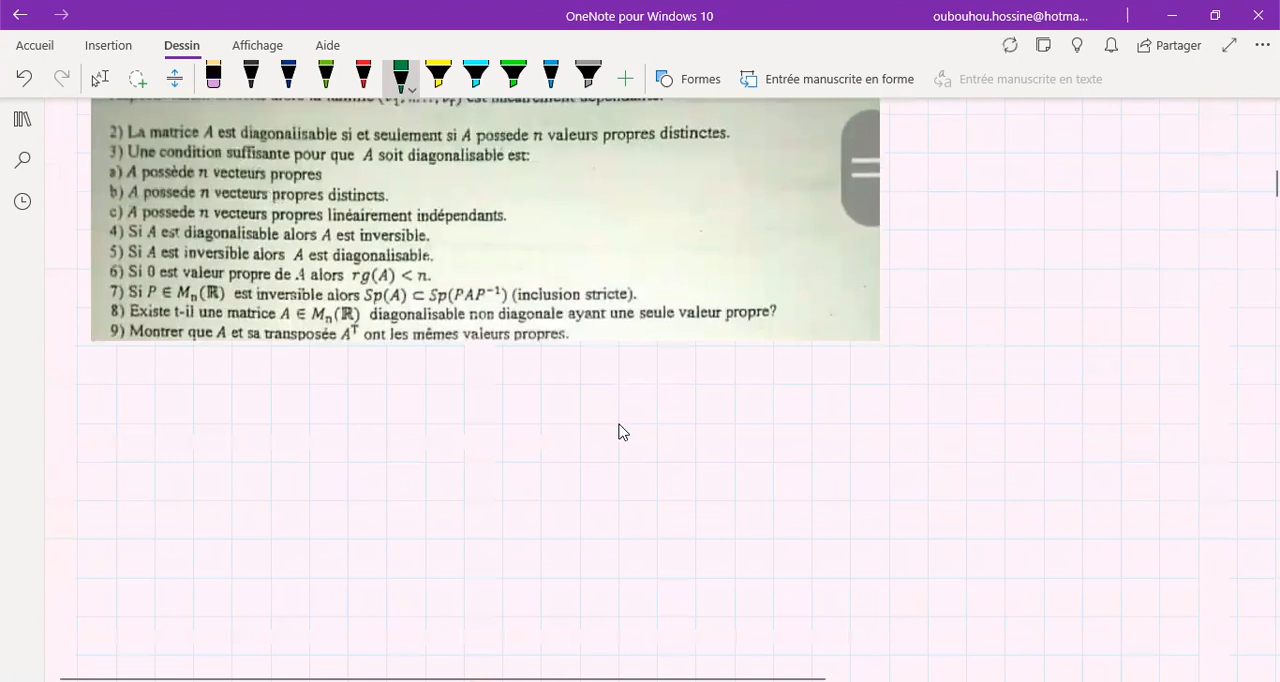 OneNote pour Windows 10
oubouhou.hossine@hotma...
Accueil Insertion Dessin Affichage Aide
Partager
Formes Entrée manuscrite en forme Entrée manuscrite en texte
est linéairement dépendante.
2) La matrice A est diagonalisable si et seulement si A possede n valeurs propres distinctes.
3) Une condition suffisante pour que A soit diagonalisable est:
a) A possède n vecteurs propres
b) A possede n vecteurs propres distincts.
c) A possede n vecteurs propres linéairement indépendants.
4) Si A est diagonalisable alors A est inversible.
5) Si A est inversible alors A est diagonalisable.
6) Si 0 est valeur propre de A alors rg(A) < n.
7) Si P ∈ Mₙ(ℝ) est inversible alors Sp(A) ⊂ Sp(PAP⁻¹) (inclusion stricte).
8) Existe t-il une matrice A ∈ Mₙ(ℝ) diagonalisable non diagonale ayant une seule valeur propre?
9) Montrer que A et sa transposée Aᵀ ont les mêmes valeurs propres.